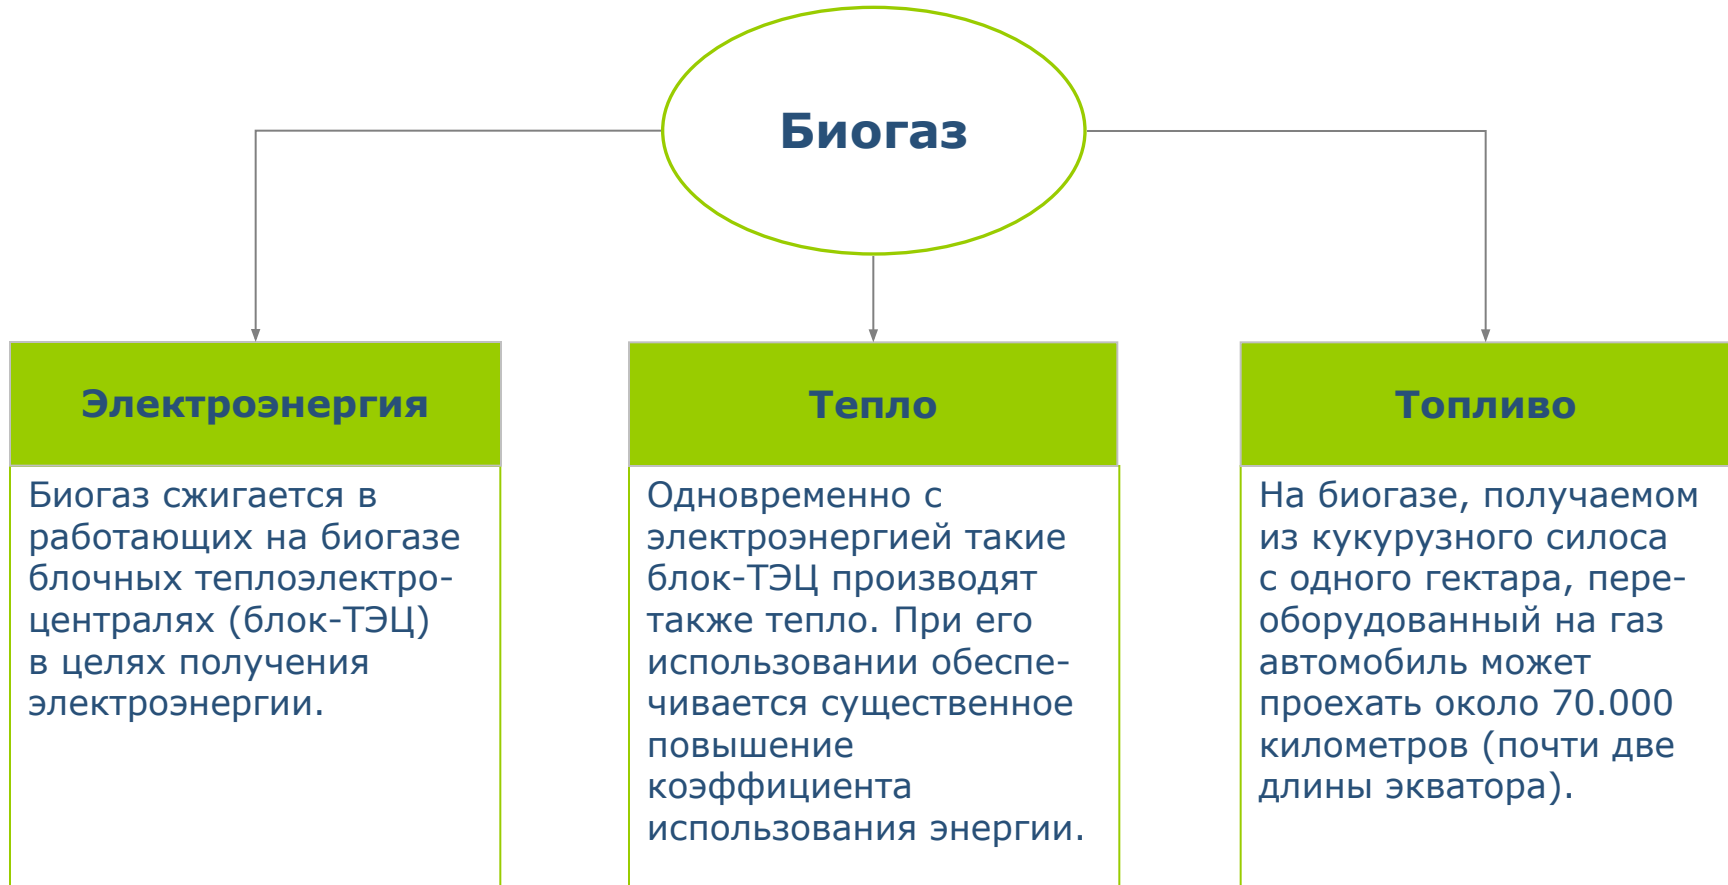 Биогаз
Электроэнергия
Биогаз сжигается в
работающих на биогазе
блочных теплоэлектро-
централях (блок-ТЭЦ)
в целях получения
электроэнергии.
Тепло
Одновременно с
электроэнергией такие
блок-ТЭЦ производят
также тепло. При его
использовании обеспе-
чивается существенное
повышение
коэффициента
использования энергии.
Топливо
На биогазе, получаемом
из кукурузного силоса
с одного гектара, пере-
оборудованный на газ
автомобиль может
проехать около 70.000
километров (почти две
длины экватора).